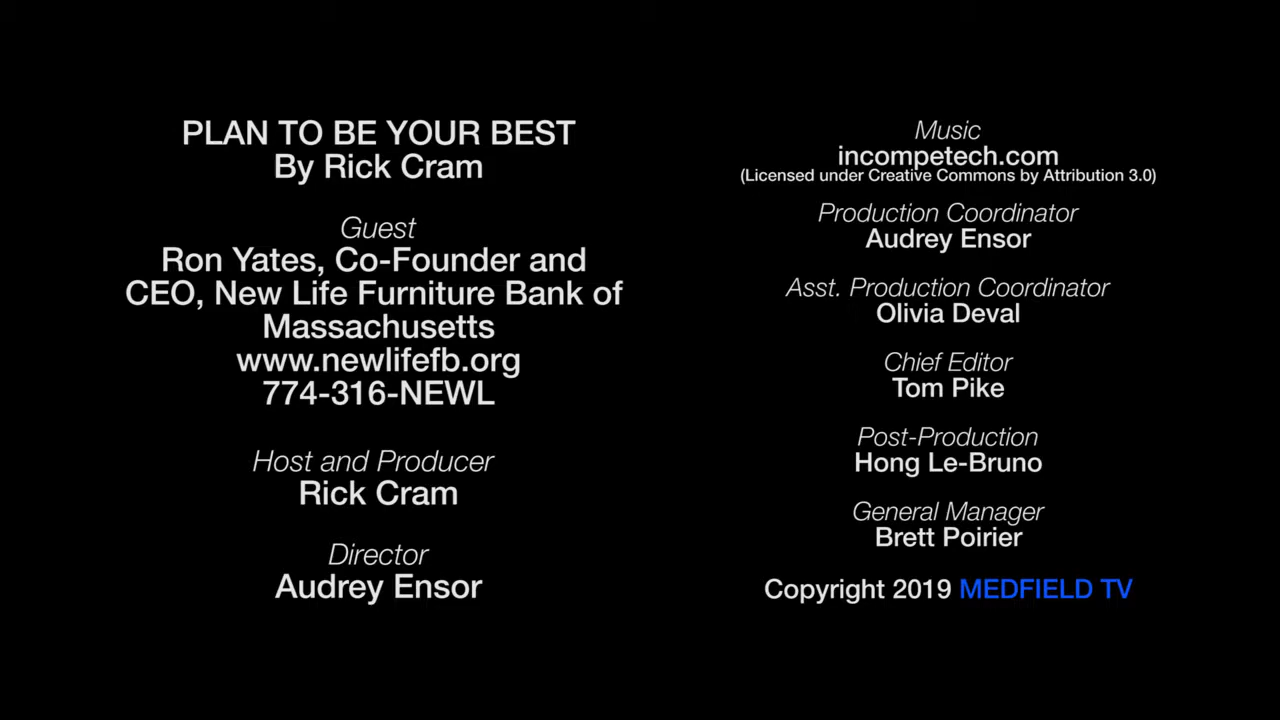 PLAN TO BE YOUR BEST
By Rick Cram
Guest
Ron Yates, Co-Founder and
CEO, New Life Furniture Bank of
Massachusetts
www.newlifefb.org
774-316-NEWL
Host and Producer
Rick Cram
Director
Audrey Ensor
Music
incompetech.com
(Licensed under Creative Commons by Attribution 3.0)
Production Coordinator
Audrey Ensor
Asst. Production Coordinator
Olivia Deval
Chief Editor
Tom Pike
Post-Production
Hong Le-Bruno
General Manager
Brett Poirier
Copyright 2019 MEDFIELD TV